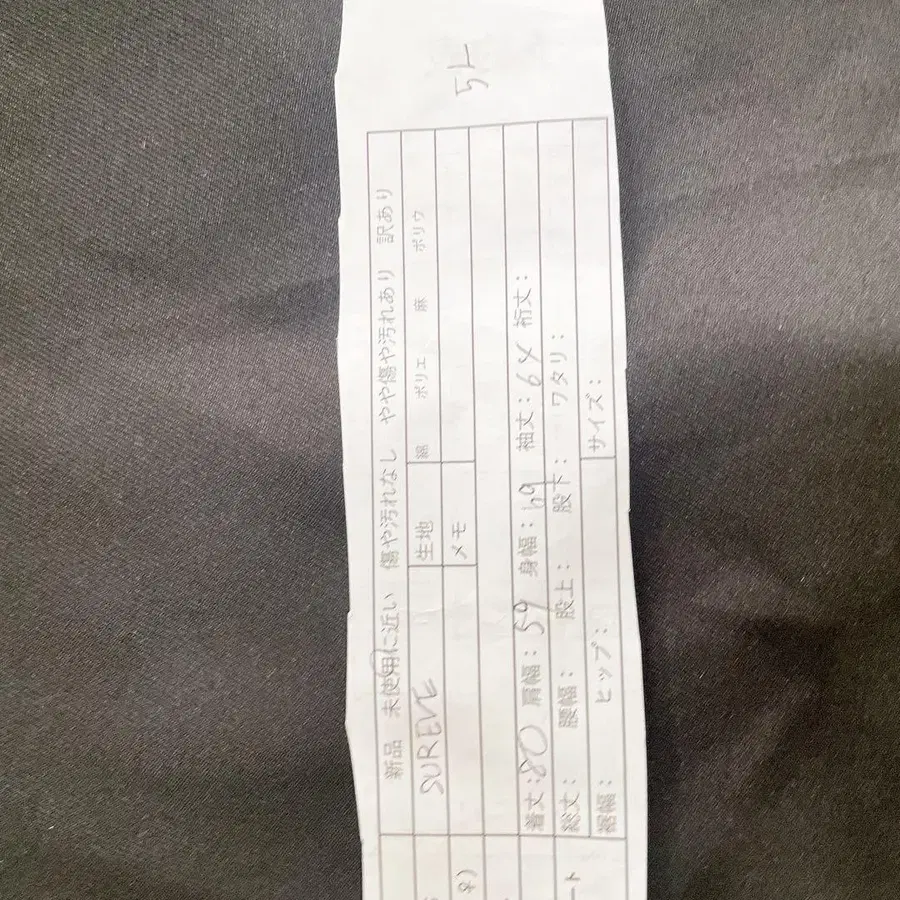 5L
新品 未使用に近い 傷や汚れなし やや傷や汚れあり 訳あり
SUREVE 生地 綿 ポリエ 麻 ポリウ
メモ
着丈:80 肩幅:59 身幅:69 袖丈:64 裄丈:
総丈: 腰幅: 股上: 股下: ワタリ:
裾幅: ヒップ: サイズ:
ート